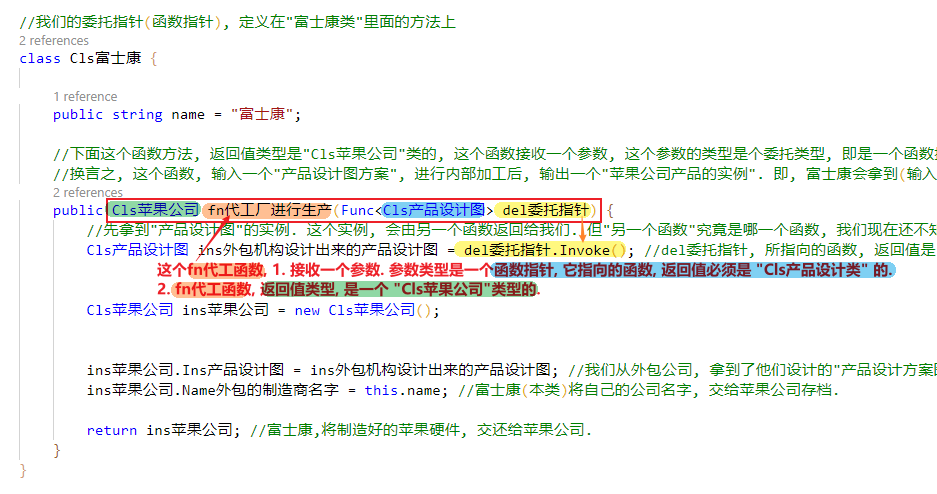 //我们的委托指针(函数指针), 定义在"富士康类"里面的方法上
2 references
class Cls富士康 {
1 reference
public string name = "富士康";
//下面这个函数方法, 返回值类型是"Cls苹果公司"类的, 这个函数接收一个参数, 这个参数的类型是个委托类型, 即是一个函数
//换言之, 这个函数, 输入一个"产品设计图方案", 进行内部加工后, 输出一个"苹果公司产品的实例". 即, 富士康会拿到(输入
2 references
public Cls苹果公司 fn代工厂进行生产(Func<Cls产品设计图> del委托指针) {
//先拿到"产品设计图"的实例. 这个实例, 会由另一个函数返回给我们. 但"另一个函数"究竟是哪一个函数, 我们现在还不知
Cls产品设计图 ins外包机构设计出来的产品设计图 = del委托指针.Invoke(); //del委托指针, 所指向的函数, 返回值是
这个fn代工函数, 1. 接收一个参数. 参数类型是一个函数指针, 它指向的函数, 返回值必须是 "Cls产品设计类" 的.
2. fn代工函数, 返回值类型, 是一个 "Cls苹果公司"类型的.
Cls苹果公司 ins苹果公司 = new Cls苹果公司();
ins苹果公司.Ins产品设计图 = ins外包机构设计出来的产品设计图; //我们从外包公司, 拿到了他们设计的"产品设计方案
ins苹果公司.Name外包的制造商名字 = this.name; //富士康(本类)将自己的公司名字, 交给苹果公司存档.
return ins苹果公司; //富士康,将制造好的苹果硬件, 交还给苹果公司.
}
}